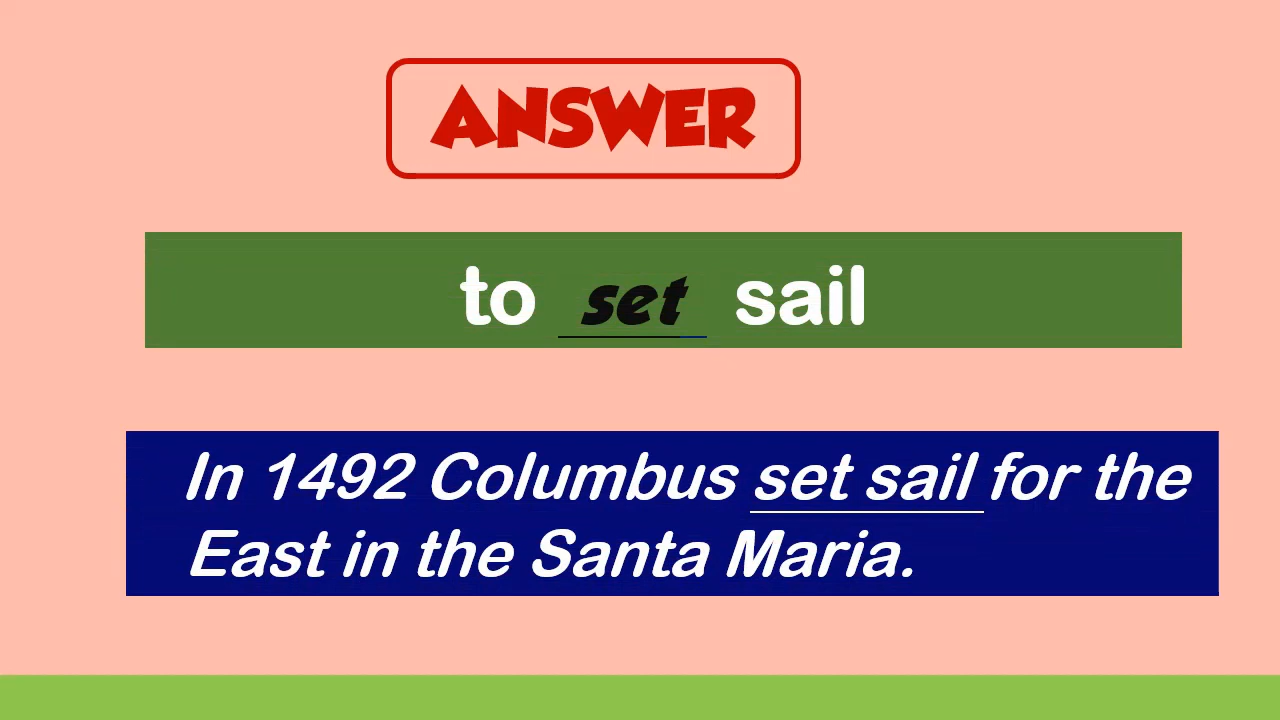 ANSWER
to set sail
In 1492 Columbus set sail for the
East in the Santa Maria.